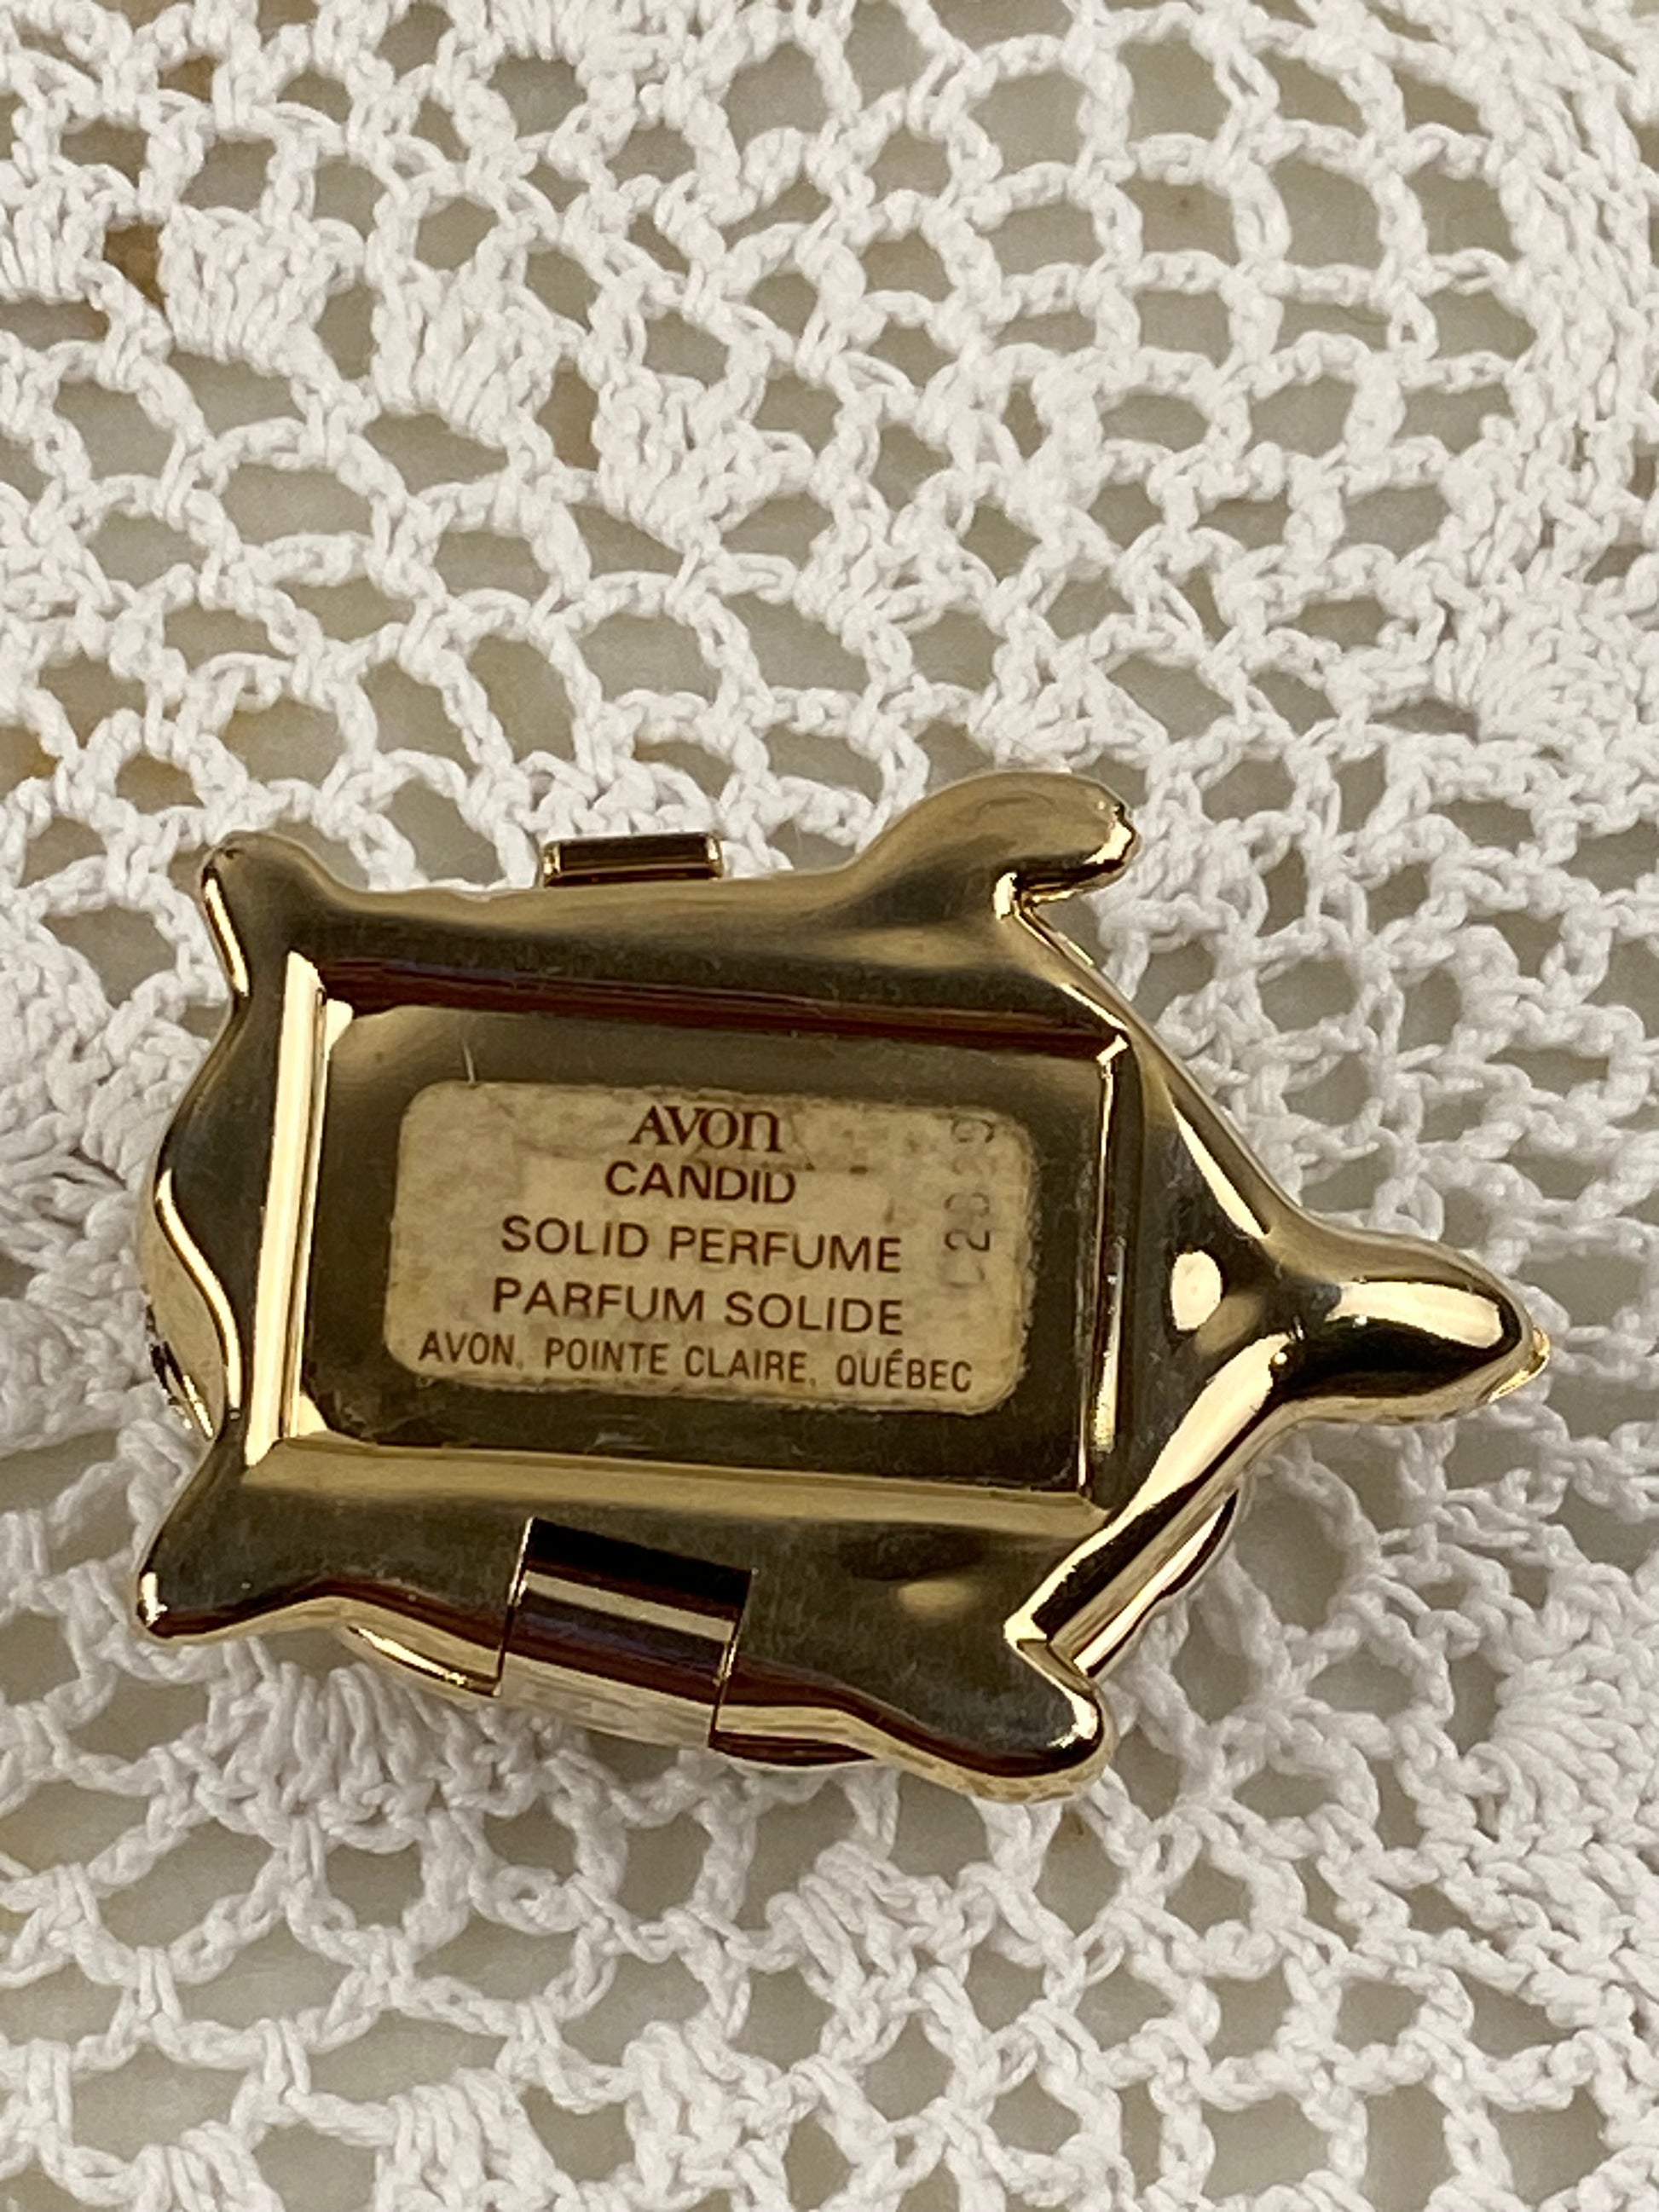 AVON
CANDID
SOLID PERFUME
PARFUM SOLIDE
AVON, POINTE CLAIRE, QUÉBEC